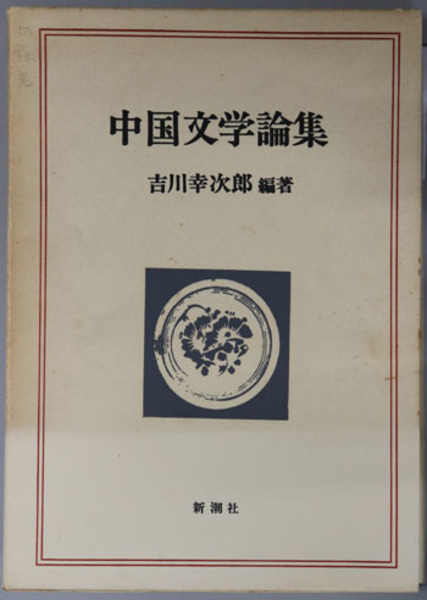 中国文学論集
吉川幸次郎 編著
新潮社